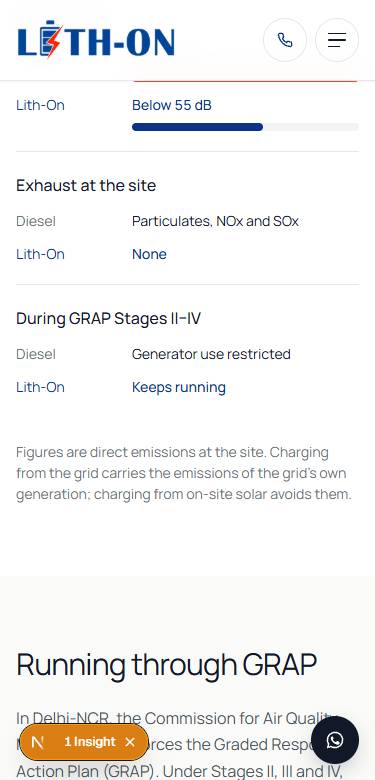 LITH-ON
Lith-On Below 55 dB
Exhaust at the site
Diesel Particulates, NOx and SOx
Lith-On None
During GRAP Stages II–IV
Diesel Generator use restricted
Lith-On Keeps running
Figures are direct emissions at the site. Charging
from the grid carries the emissions of the grid's own
generation; charging from on-site solar avoids them.
Running through GRAP
In Delhi-NCR, the Commission for Air Quality
the Graded
Action Plan (GRAP). Under Stages II, III and IV,
N 1 Insight ×